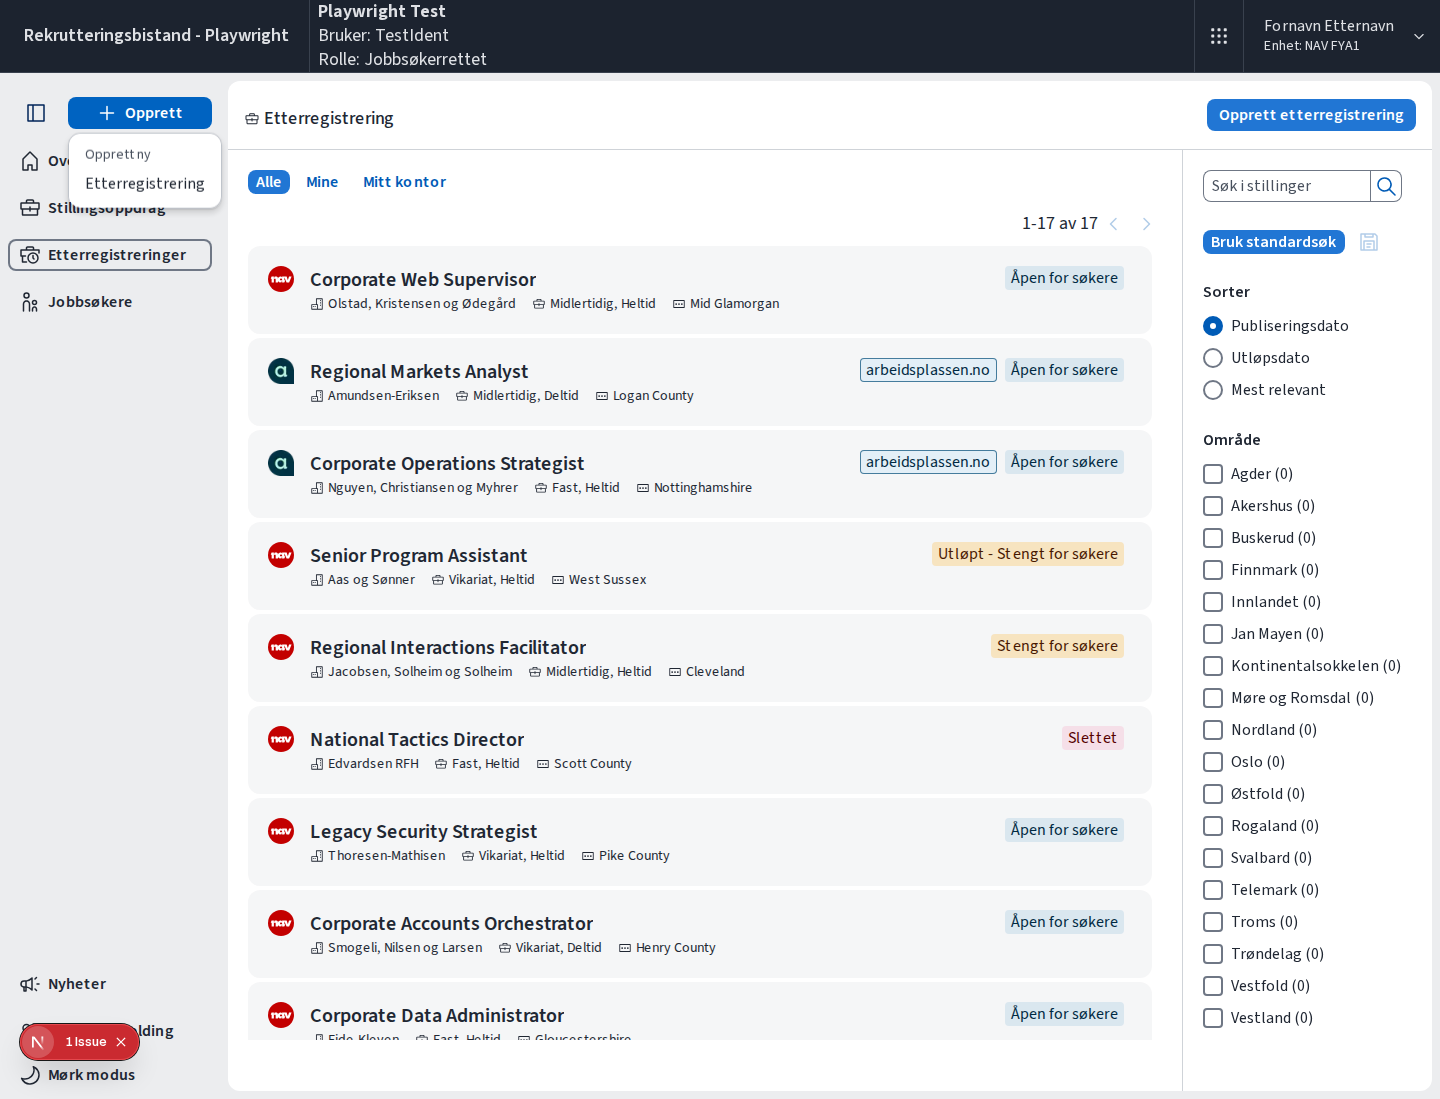 Rekrutteringsbistand - Playwright
Playwright Test
Bruker: TestIdent
Rolle: Jobbsøkerrettet
Fornavn Etternavn
Enhet: NAV FYA1
Opprett
Opprett ny
Etterregistrering
Stillingsoppdrag
Etterregistreringer
Jobbsøkere
Nyheter
1 Issue
Mørk modus
Etterregistrering
Opprett etterregistrering
Alle
Mine
Mitt kontor
1-17 av 17
nav
Corporate Web Supervisor
Åpen for søkere
Olstad, Kristensen og Ødegård
Midlertidig, Heltid
Mid Glamorgan
a
Regional Markets Analyst
arbeidsplassen.no
Åpen for søkere
Amundsen-Eriksen
Midlertidig, Deltid
Logan County
a
Corporate Operations Strategist
arbeidsplassen.no
Åpen for søkere
Nguyen, Christiansen og Myhrer
Fast, Heltid
Nottinghamshire
nav
Senior Program Assistant
Utløpt - Stengt for søkere
Aas og Sønner
Vikariat, Heltid
West Sussex
nav
Regional Interactions Facilitator
Stengt for søkere
Jacobsen, Solheim og Solheim
Midlertidig, Heltid
Cleveland
nav
National Tactics Director
Slettet
Edvardsen RFH
Fast, Heltid
Scott County
nav
Legacy Security Strategist
Åpen for søkere
Thoresen-Mathisen
Vikariat, Heltid
Pike County
nav
Corporate Accounts Orchestrator
Åpen for søkere
Smogeli, Nilsen og Larsen
Vikariat, Deltid
Henry County
nav
Corporate Data Administrator
Åpen for søkere
Eide-Kleven
Fast, Heltid
Gloucestershire
Søk i stillinger
Bruk standardsøk
Sorter
Publiseringsdato
Utløpsdato
Mest relevant
Område
Agder (0)
Akershus (0)
Buskerud (0)
Finnmark (0)
Innlandet (0)
Jan Mayen (0)
Kontinentalsokkelen (0)
Møre og Romsdal (0)
Nordland (0)
Oslo (0)
Østfold (0)
Rogaland (0)
Svalbard (0)
Telemark (0)
Troms (0)
Trøndelag (0)
Vestfold (0)
Vestland (0)